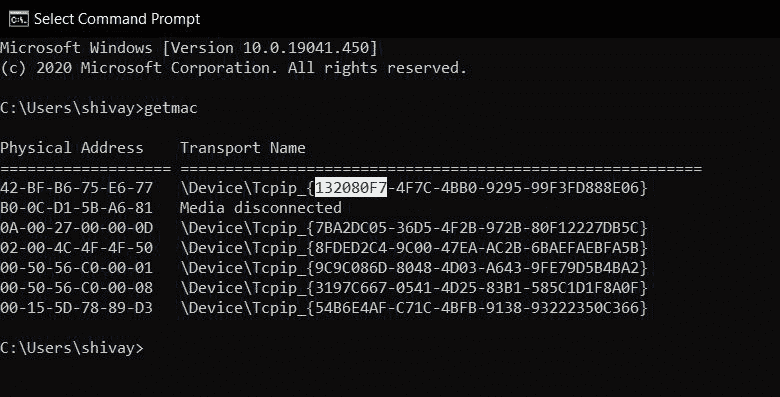 Select Command Prompt
Microsoft Windows [Version 10.0.19041.450]
(c) 2020 Microsoft Corporation. All rights reserved.
C:\Users\shivay>getmac
Physical Address    Transport Name
=================== ==========================================================
42-BF-B6-75-E6-77   \Device\Tcpip_{132080F7-4F7C-4BB0-9295-99F3FD888E06}
B0-0C-D1-5B-A6-81   Media disconnected
0A-00-27-00-00-0D   \Device\Tcpip_{7BA2DC05-36D5-4F2B-972B-80F12227DB5C}
02-00-4C-4F-4F-50   \Device\Tcpip_{8FDED2C4-9C00-47EA-AC2B-6BAEFAEBFA5B}
00-50-56-C0-00-01   \Device\Tcpip_{9C9C086D-8048-4D03-A643-9FE79D5B4BA2}
00-50-56-C0-00-08   \Device\Tcpip_{3197C667-0541-4D25-83B1-585C1D1F8A0F}
00-15-5D-78-89-D3   \Device\Tcpip_{54B6E4AF-C71C-4BFB-9138-93222350C366}
C:\Users\shivay>